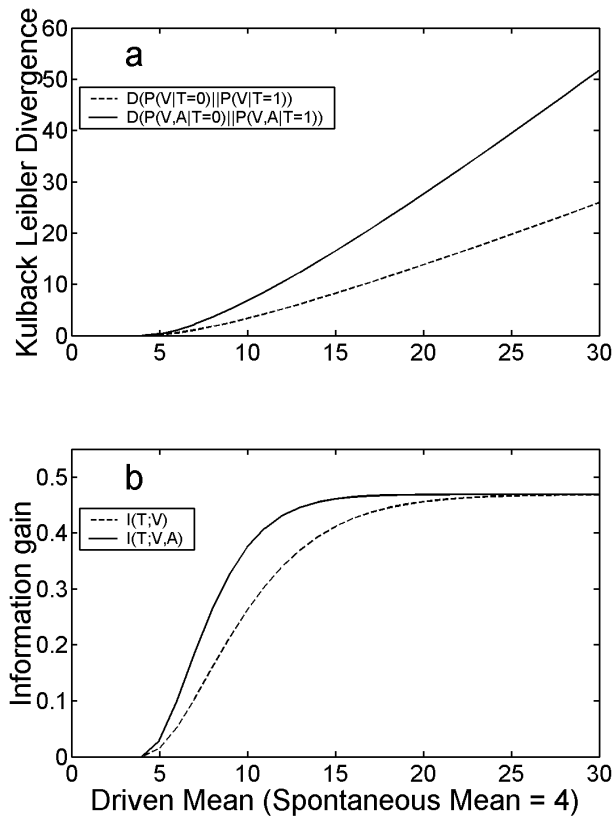 60
a
50
40
30
20
10
0
D(P(V|T=0)||P(V|T=1))
D(P(V,A|T=0)||P(V,A|T=1))
Kulback Leibler Divergence
0 5 10 15 20 25 30
b
0.5
0.4
0.3
0.2
0.1
0
I(T;V)
I(T;V,A)
Information gain
0 5 10 15 20 25 30
Driven Mean (Spontaneous Mean = 4)